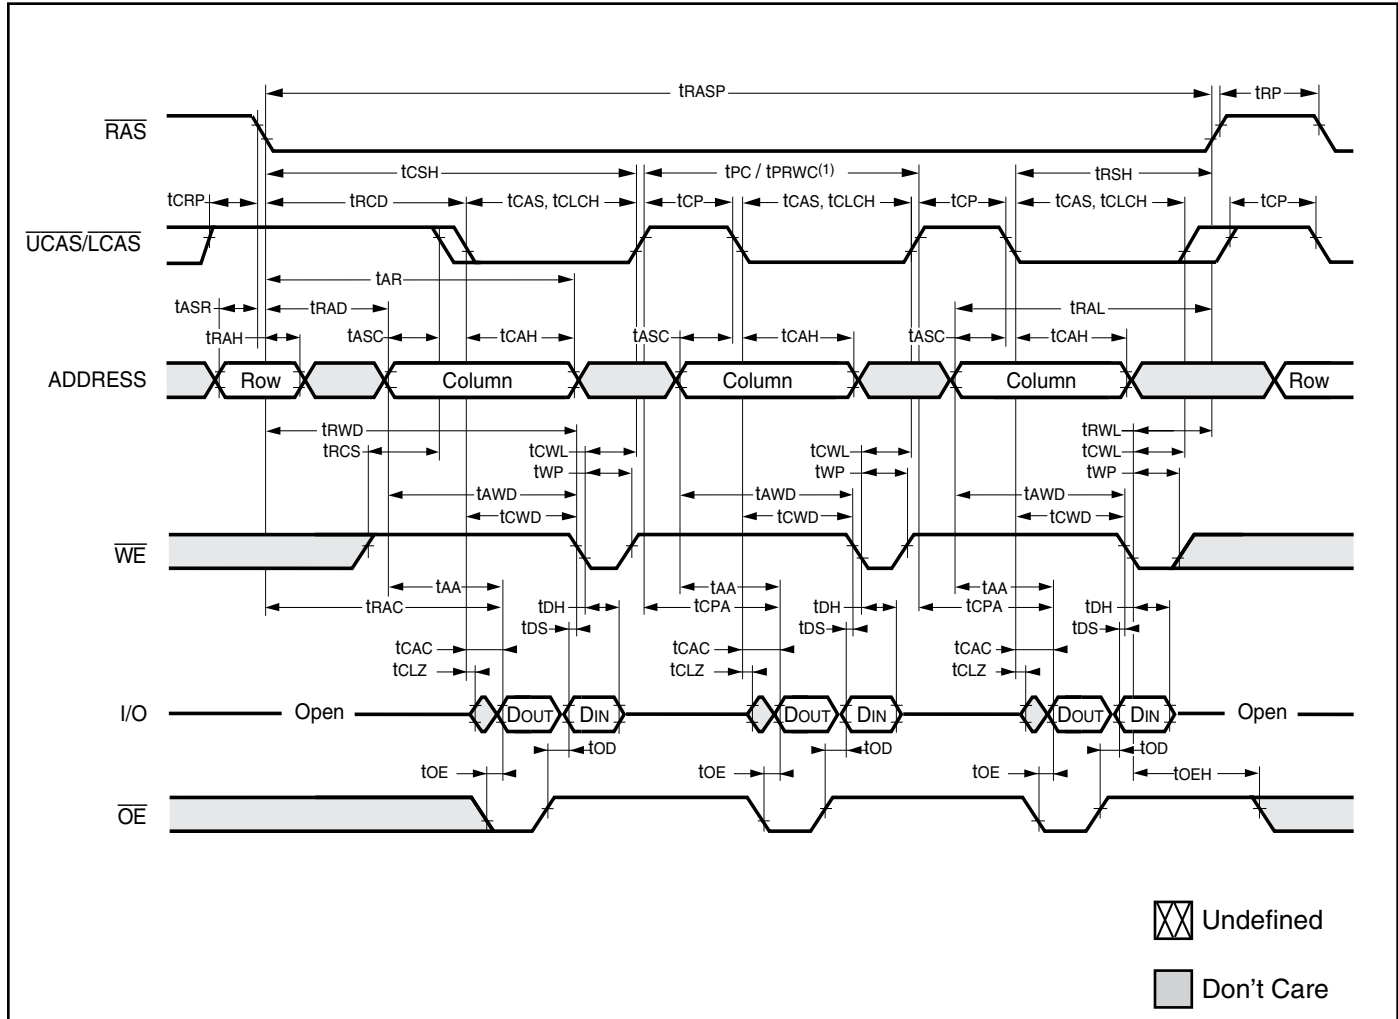 tRASP tRP
RAS
tCSH tPC / tPRWC(1) tRSH
tCRP tRCD tCAS, tCLCH tCP tCAS, tCLCH tCP tCAS, tCLCH tCP
UCAS/LCAS
tAR
tASR tRAD tRAL
tRAH tASC tCAH tASC tCAH tASC tCAH
ADDRESS Row Column Column Column Row
tRWD tRWL
tRCS tCWL tCWL tCWL
tWP tWP tWP
tAWD tAWD tAWD
tCWD tCWD tCWD
WE
tAA tAA tAA
tRAC tDH tCPA tDH tCPA tDH
tDS tDS tDS
tCAC tCAC tCAC
tCLZ tCLZ tCLZ
I/O Open DOUT DIN DOUT DIN DOUT DIN Open
tOD tOD tOD
tOE tOE tOE tOEH
OE
Undefined
Don't Care